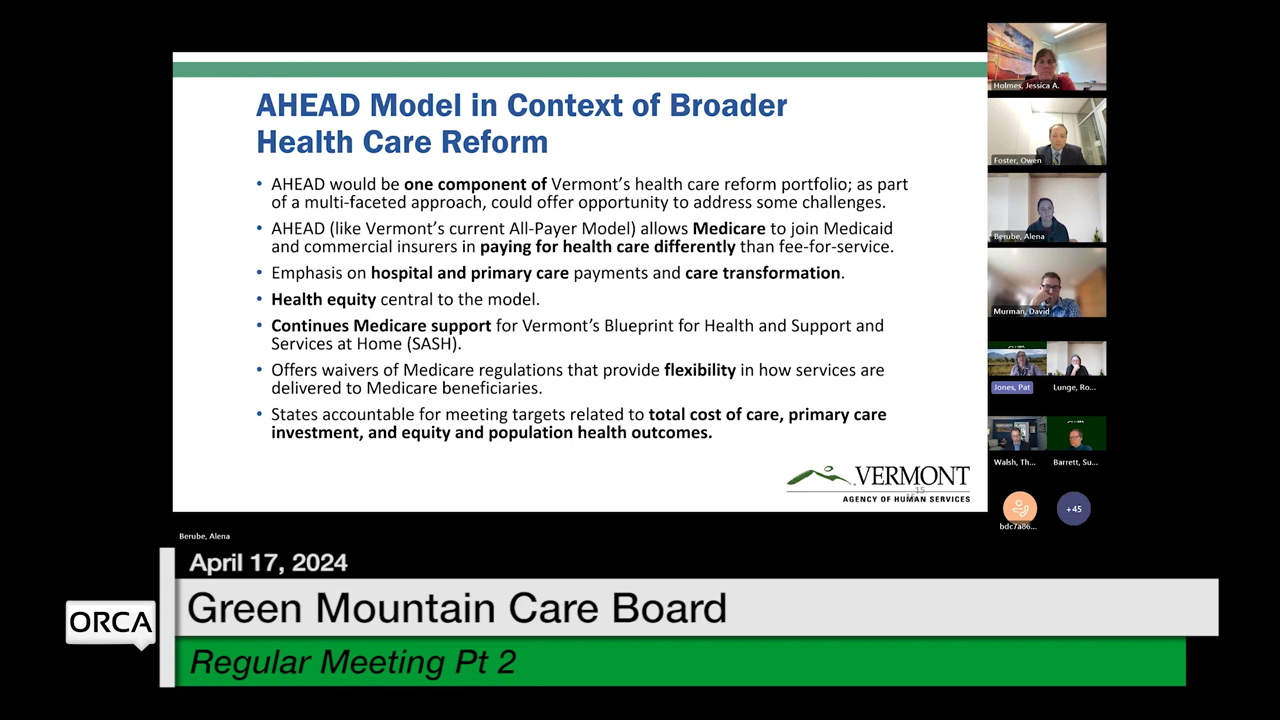 AHEAD Model in Context of Broader
Health Care Reform
• AHEAD would be one component of Vermont's health care reform portfolio; as part
of a multi-faceted approach, could offer opportunity to address some challenges.
• AHEAD (like Vermont's current All-Payer Model) allows Medicare to join Medicaid
and commercial insurers in paying for health care differently than fee-for-service.
• Emphasis on hospital and primary care payments and care transformation.
• Health equity central to the model.
• Continues Medicare support for Vermont's Blueprint for Health and Support and
Services at Home (SASH).
• Offers waivers of Medicare regulations that provide flexibility in how services are
delivered to Medicare beneficiaries.
• States accountable for meeting targets related to total cost of care, primary care
investment, and equity and population health outcomes.
VERMONT
AGENCY OF HUMAN SERVICES
15
Holmes, Jessica A.
Foster, Owen
Berube, Alena
Murman, David
Jones, Pat
Lunge, Ro...
Walsh, Th...
Barrett, Su...
bdc7a86...
+45
Berube, Alena
April 17, 2024
ORCA
Green Mountain Care Board
Regular Meeting Pt 2